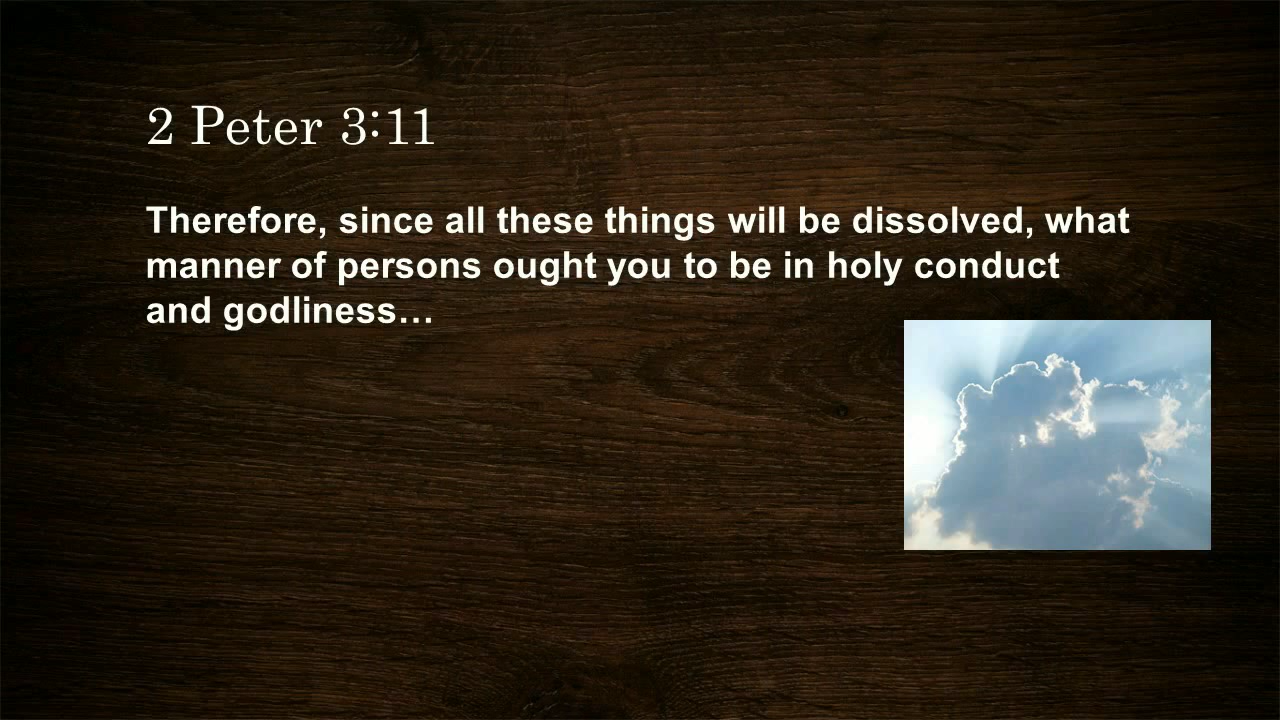 2 Peter 3:11
Therefore, since all these things will be dissolved, what
manner of persons ought you to be in holy conduct
and godliness…